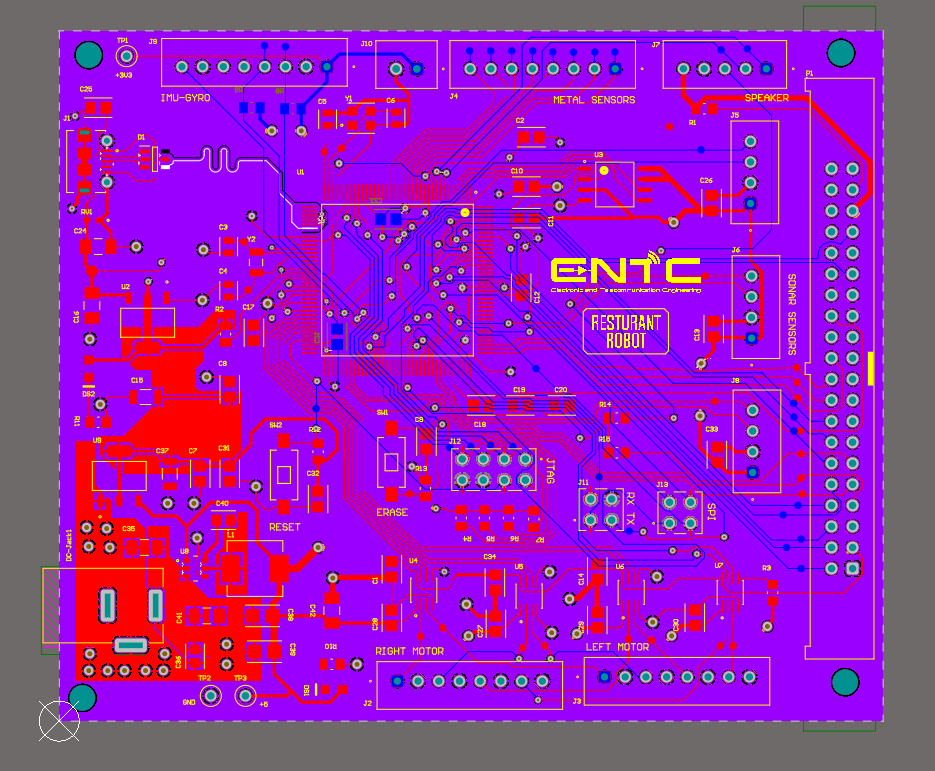 TP1
+3V3
J9
IMU-GYRO
J10
J4
METAL SENSORS
J7
SPEAKER
P1
C25
J1
D1
C5
Y1
C6
R1
J5
C2
U3
U1
C10
C11
C26
RV1
C24
C3
Y2
J6
ENTC
Electronic and Telecommunication Engineering
C4
U2
C16
R2
C17
C12
RESTURANT
ROBOT
C13
SONAR SENSORS
C8
DS2
C15
R11
C19
C20
C18
J8
R14
R15
C33
SW2
SW1
C9
J12
JTAG
U9
C37
C7
C31
C32
R13
RESET
ERASE
J11
RX TX
J13
SPI
C40
L1
C35
DC-Jack1
U8
R4
R5
R6
R7
C34
U4
U5
U6
U7
R3
C1
C14
C42
C28
C27
C29
C30
C38
C39
C36
R10
DS1
RIGHT MOTOR
LEFT MOTOR
TP2
TP3
GND
+5
J2
J3